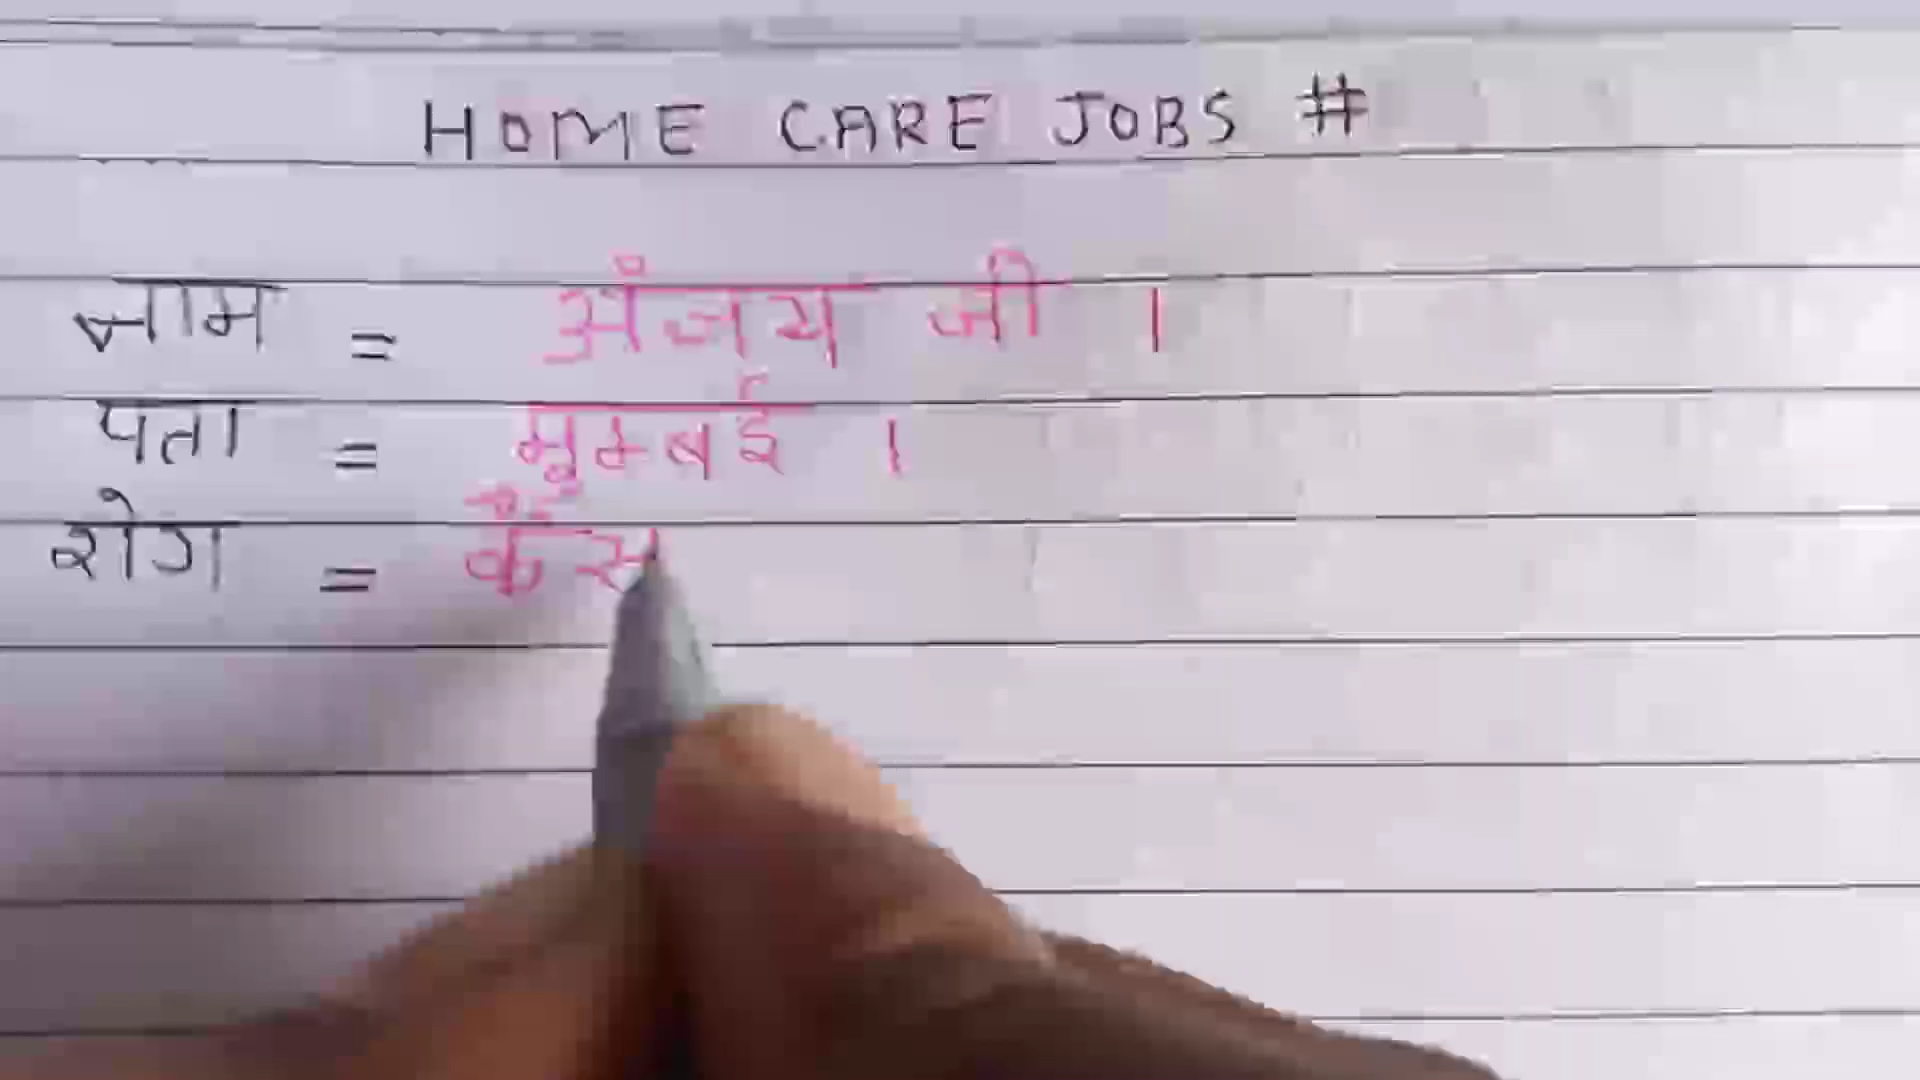 HOME CARE JOBS #
नाम = अंजय जी ।
पता = मुम्बई ।
रोग = कैंस